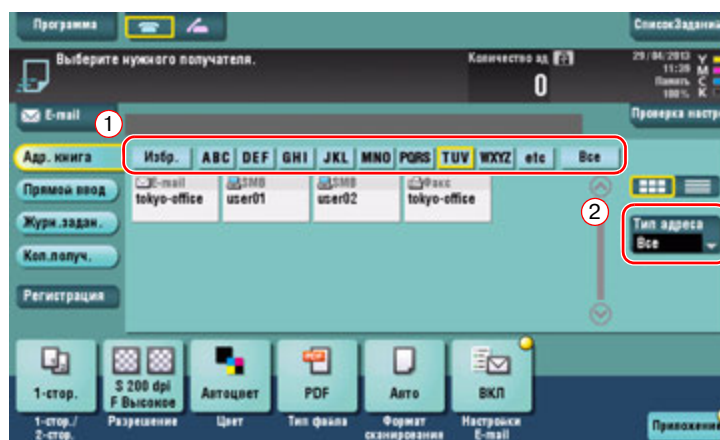 Программа
СписокЗадани
Выберите нужного получателя.
Количество ад
0
29/04/2013
11:39
Память
100%
Y
M
C
K
E-mail
Проверка настр
1
Адр. книга
Избр. ABC DEF GHI JKL MNO PQRS TUV WXYZ etc Все
E-mail
tokyo-office
SMB
user01
SMB
user02
Факс
tokyo-office
Прямой ввод
2
Тип адреса
Все
Журн.задан.
Кол.получ.
Регистрация
1-стор.
S 200 dpi
F Высокое
Автоцвет
PDF
Авто
ВКЛ
1-стор./
2-стор.
Разрешение
Цвет
Тип файла
Формат
сканирования
Настройки
E-mail
Приложени